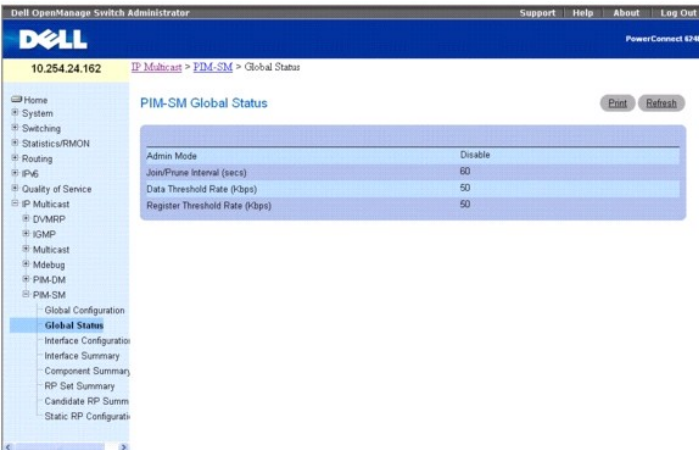 Dell OpenManage Switch Administrator
Support Help About Log Out
DELL
PowerConnect
10.254.24.162
IP Multicast > PIM-SM > Global Status
Home
System
Switching
Statistics/RMON
Routing
IPv6
Quality of Service
IP Multicast
DVMRP
IGMP
Multicast
Mdebug
PIM-DM
PIM-SM
Global Configuration
Global Status
Interface Configuration
Interface Summary
Component Summary
RP Set Summary
Candidate RP Summ
Static RP Configurati
PIM-SM Global Status
Print Refresh
Admin Mode Disable
Join/Prune Interval (secs) 60
Data Threshold Rate (Kbps) 50
Register Threshold Rate (Kbps) 50